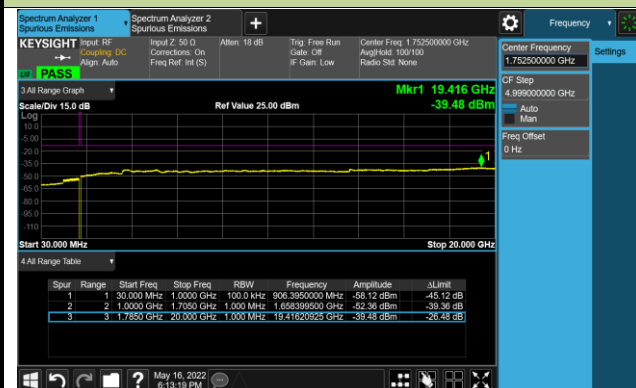 Spectrum Analyzer 1
Spurious Emissions
Spectrum Analyzer 2
Spurious Emissions
+
Frequency
KEYSIGHT
Input: RF
Coupling: DC
Align: Auto
Input Z: 50 Ω
Corrections: On
Freq Ref: Int (S)
Atten: 18 dB
Trig: Free Run
Gate: Off
IF Gain: Low
Center Freq: 1.752500000 GHz
Avg|Hold: 100/100
Radio Std: None
PASS
3 All Range Graph
Mkr1 19.416 GHz
-39.48 dBm
Scale/Div 15.0 dB
Ref Value 25.00 dBm
Log
10.0
-5.00
-20.0
-35.0
-50.0
-65.0
-80.0
-95.0
-110
1
Start 30.000 MHz
Stop 20.000 GHz
4 All Range Table
Spur Range Start Freq Stop Freq RBW Frequency Amplitude ΔLimit
1 1 30.000 MHz 1.0000 GHz 100.0 kHz 906.3950000 MHz -58.12 dBm -45.12 dB
2 2 1.0000 GHz 1.7050 GHz 1.000 MHz 1.658399500 GHz -52.36 dBm -39.36 dB
3 3 1.7850 GHz 20.000 GHz 1.000 MHz 19.41620925 GHz -39.48 dBm -26.48 dB
Center Frequency
1.752500000 GHz
Settings
CF Step
4.999000000 GHz
Auto
Man
Freq Offset
0 Hz
?
May 16, 2022
6:13:19 PM